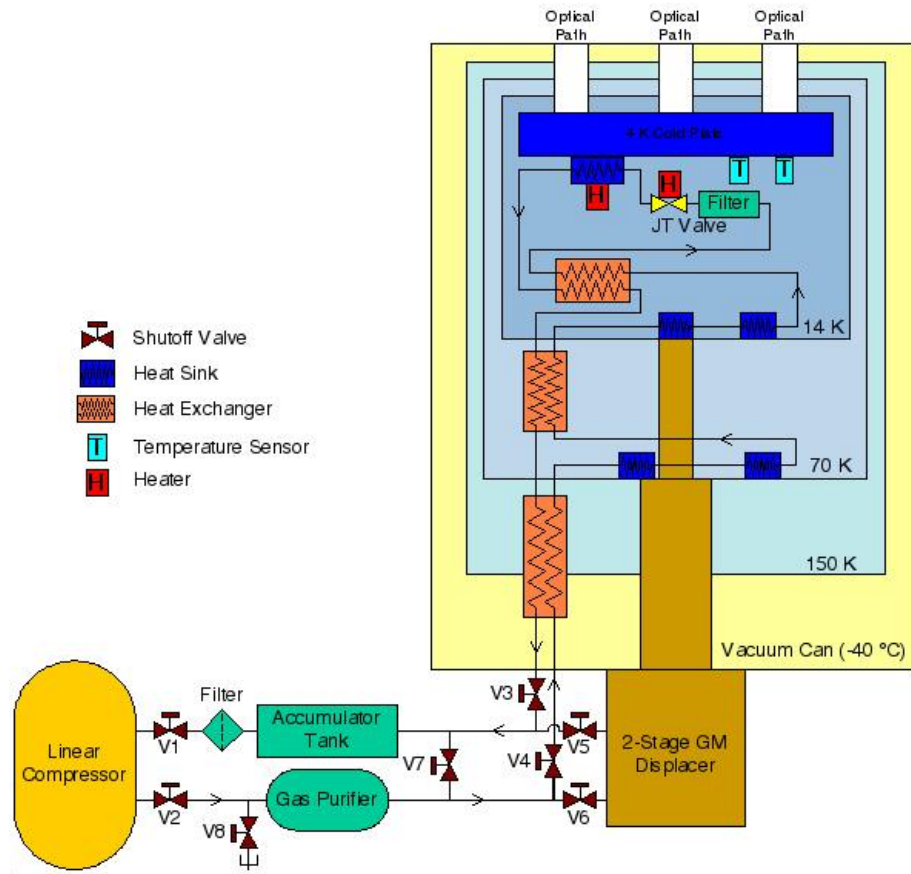 Optical Path
Optical Path
Optical Path
4 K Cold Plate
T
T
H
H
Filter
JT Valve
14 K
70 K
150 K
Vacuum Can (-40 °C)
Shutoff Valve
Heat Sink
Heat Exchanger
T
Temperature Sensor
H
Heater
V3
Filter
Accumulator Tank
V1
V5
Linear Compressor
V7
V4
2-Stage GM Displacer
V2
Gas Purifier
V6
V8